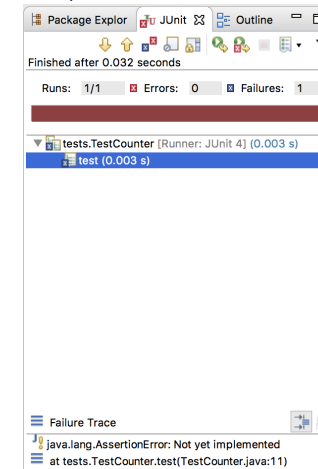 Package Explor JUnit Outline
Finished after 0.032 seconds
Runs: 1/1 Errors: 0 Failures: 1
tests.TestCounter [Runner: JUnit 4] (0.003 s)
test (0.003 s)
Failure Trace
java.lang.AssertionError: Not yet implemented
at tests.TestCounter.test(TestCounter.java:11)